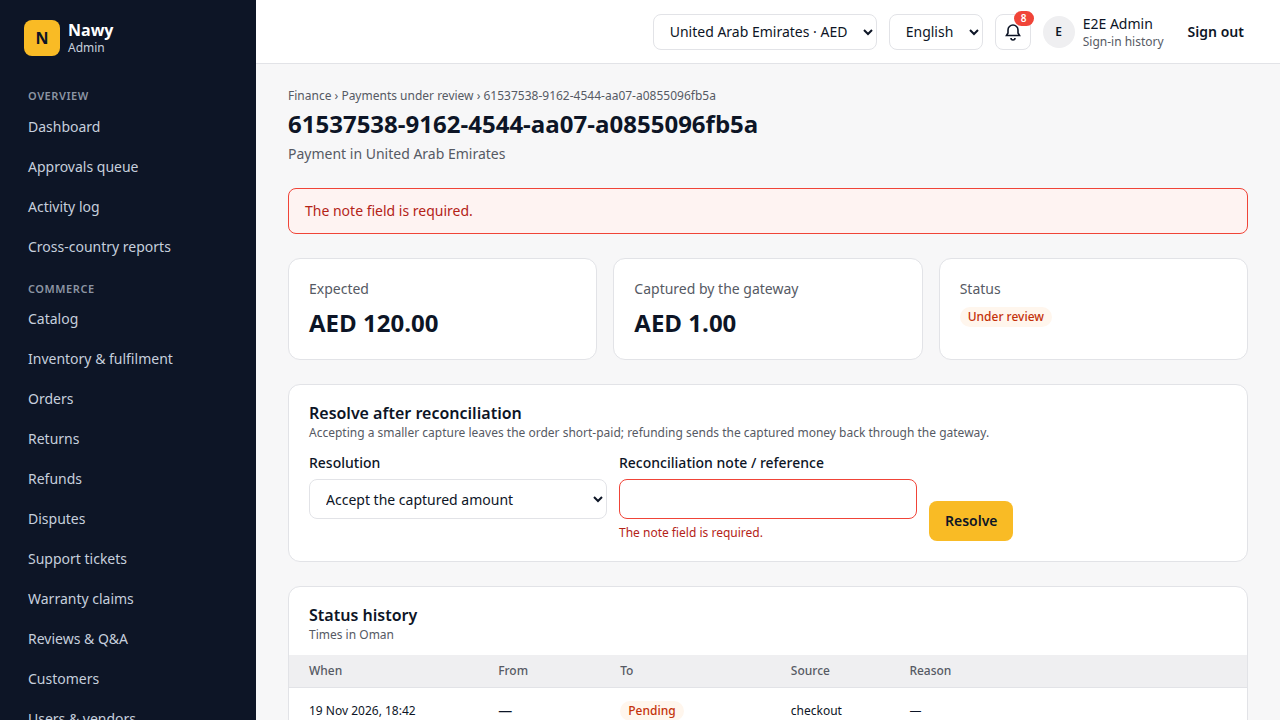 N
Nawy
Admin
United Arab Emirates · AED
English
8
E
E2E Admin
Sign-in history
Sign out
OVERVIEW
Dashboard
Approvals queue
Activity log
Cross-country reports
COMMERCE
Catalog
Inventory & fulfilment
Orders
Returns
Refunds
Disputes
Support tickets
Warranty claims
Reviews & Q&A
Customers
Users & vendors
Finance › Payments under review › 61537538-9162-4544-aa07-a0855096fb5a
61537538-9162-4544-aa07-a0855096fb5a
Payment in United Arab Emirates
The note field is required.
Expected
AED 120.00
Captured by the gateway
AED 1.00
Status
Under review
Resolve after reconciliation
Accepting a smaller capture leaves the order short-paid; refunding sends the captured money back through the gateway.
Resolution
Accept the captured amount
Reconciliation note / reference
The note field is required.
Resolve
Status history
Times in Oman
When From To Source Reason
19 Nov 2026, 18:42 — Pending checkout —